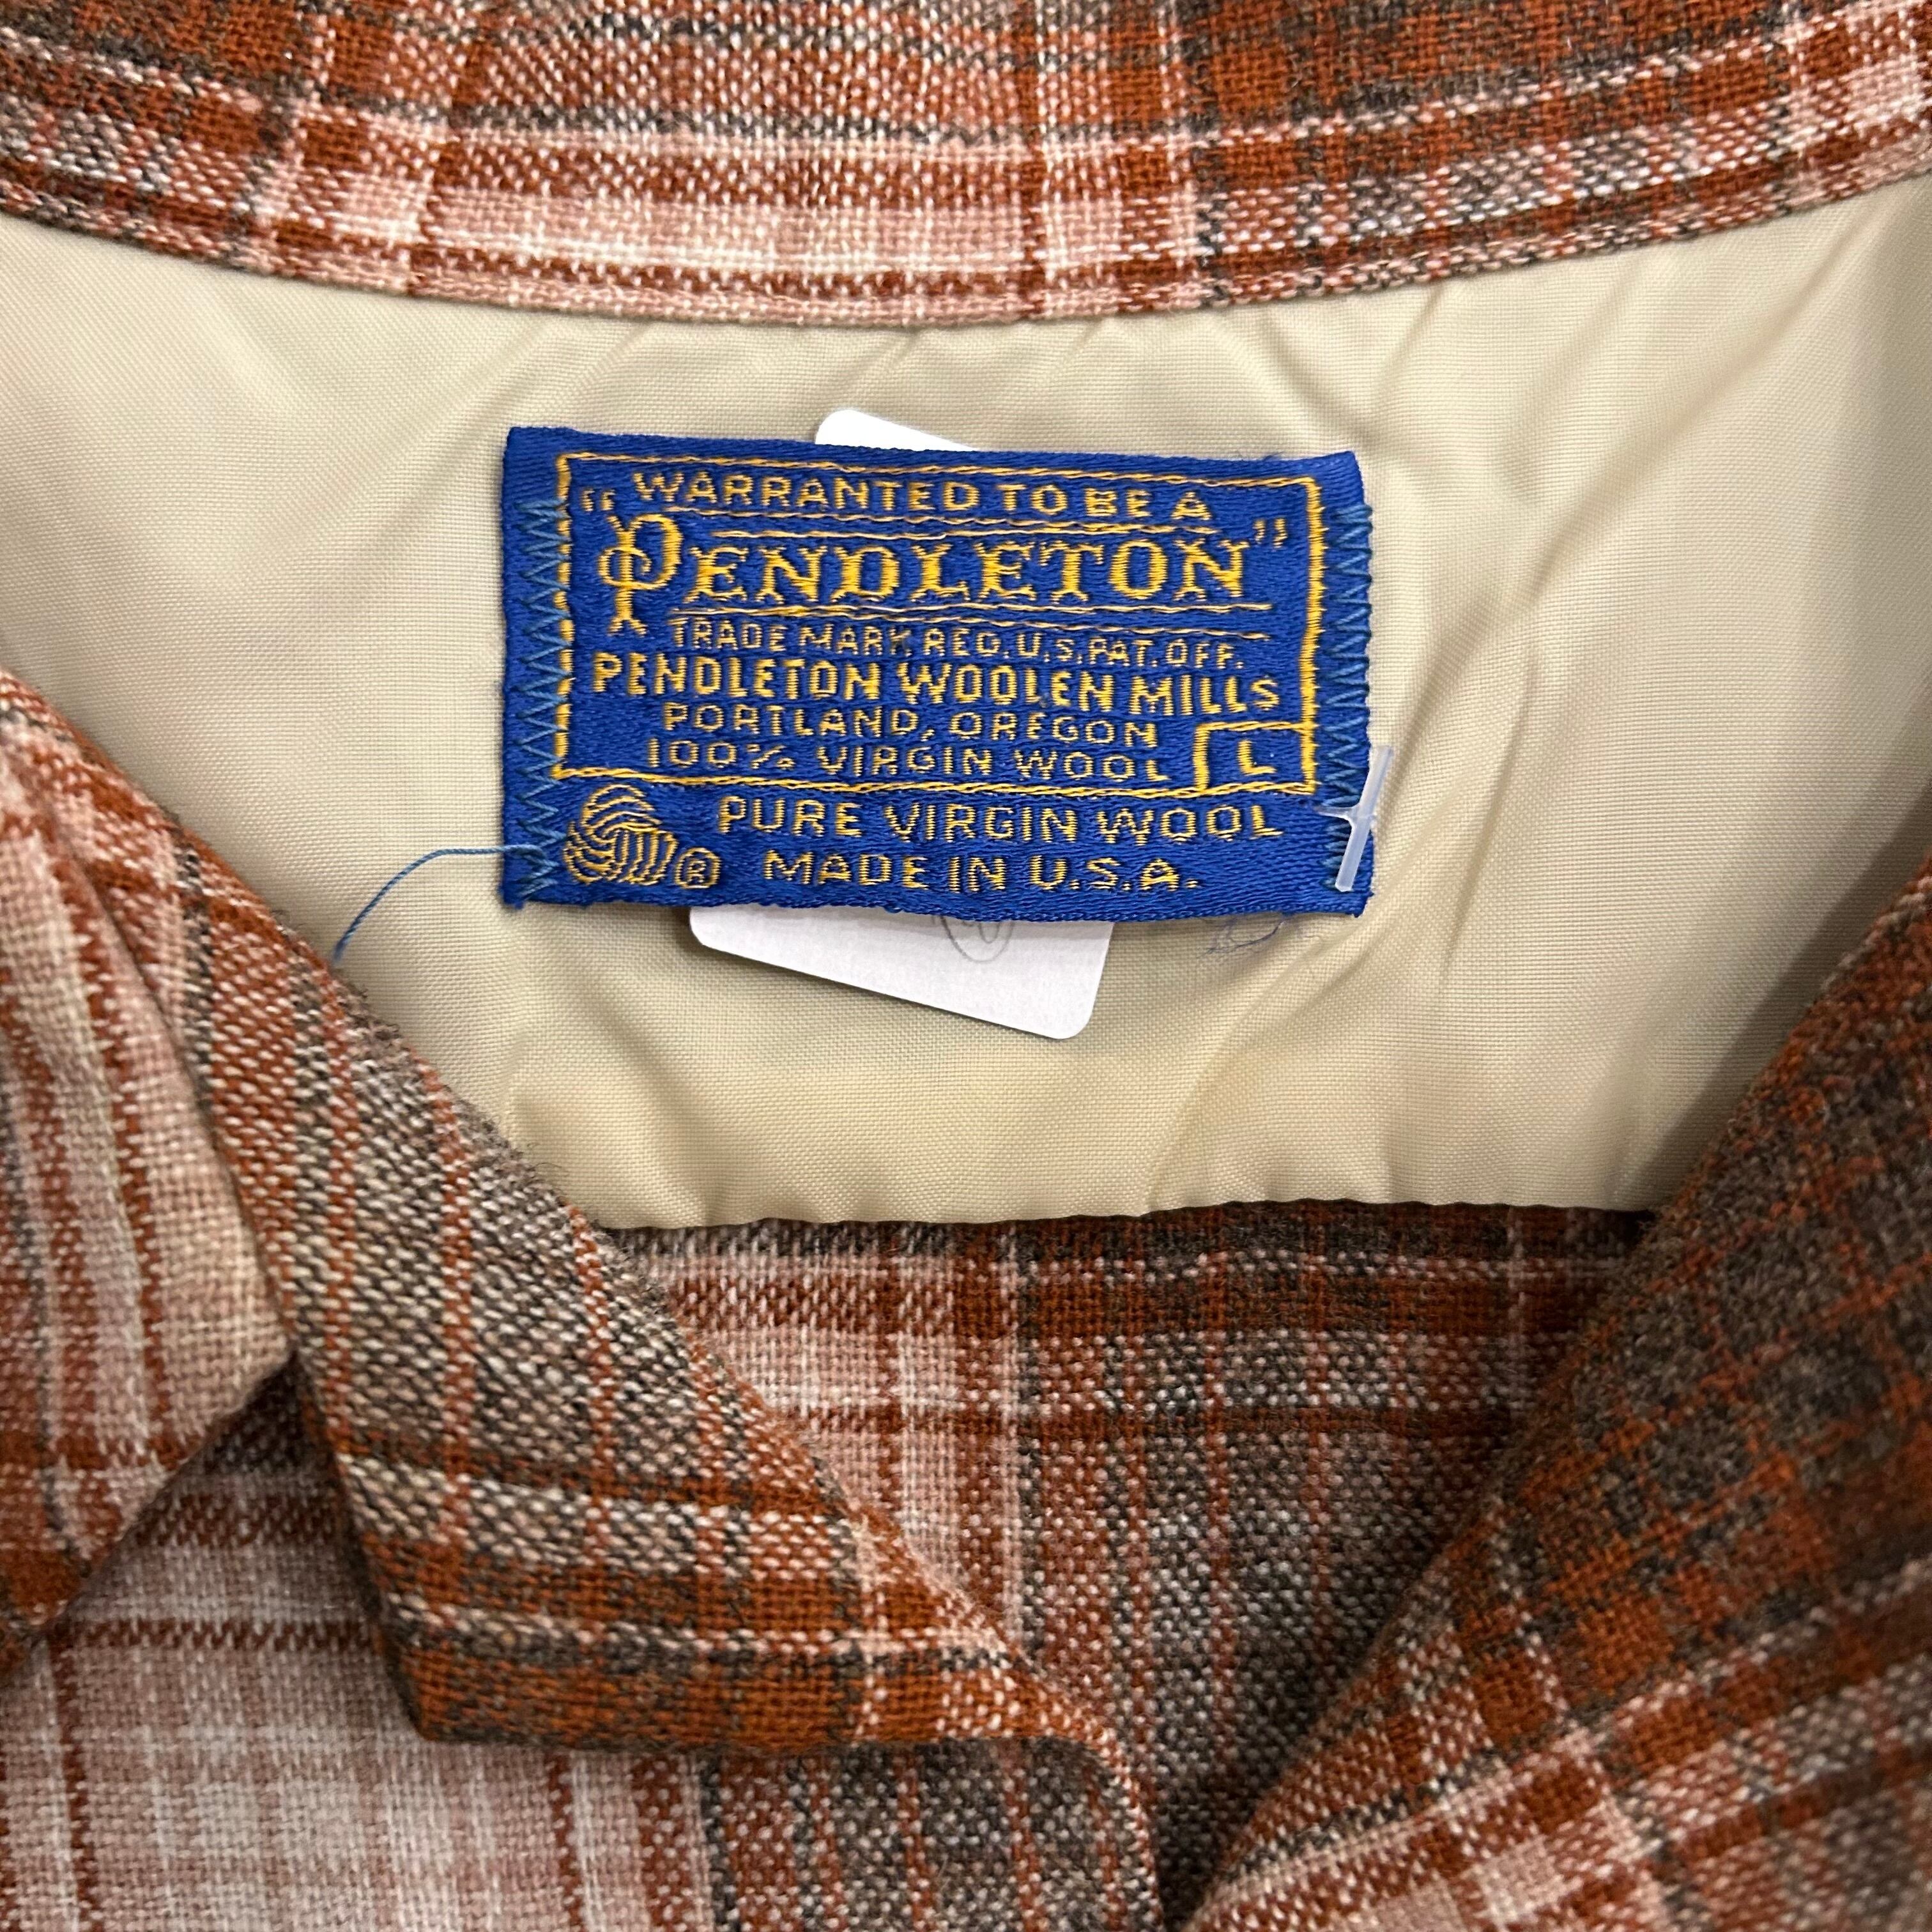 WARRANTED TO BE A
"PENDLETON"
TRADE MARK REG. U.S. PAT. OFF.
PENDLETON WOOLEN MILLS
PORTLAND, OREGON
100% VIRGIN WOOL L
PURE VIRGIN WOOL
® MADE IN U.S.A.